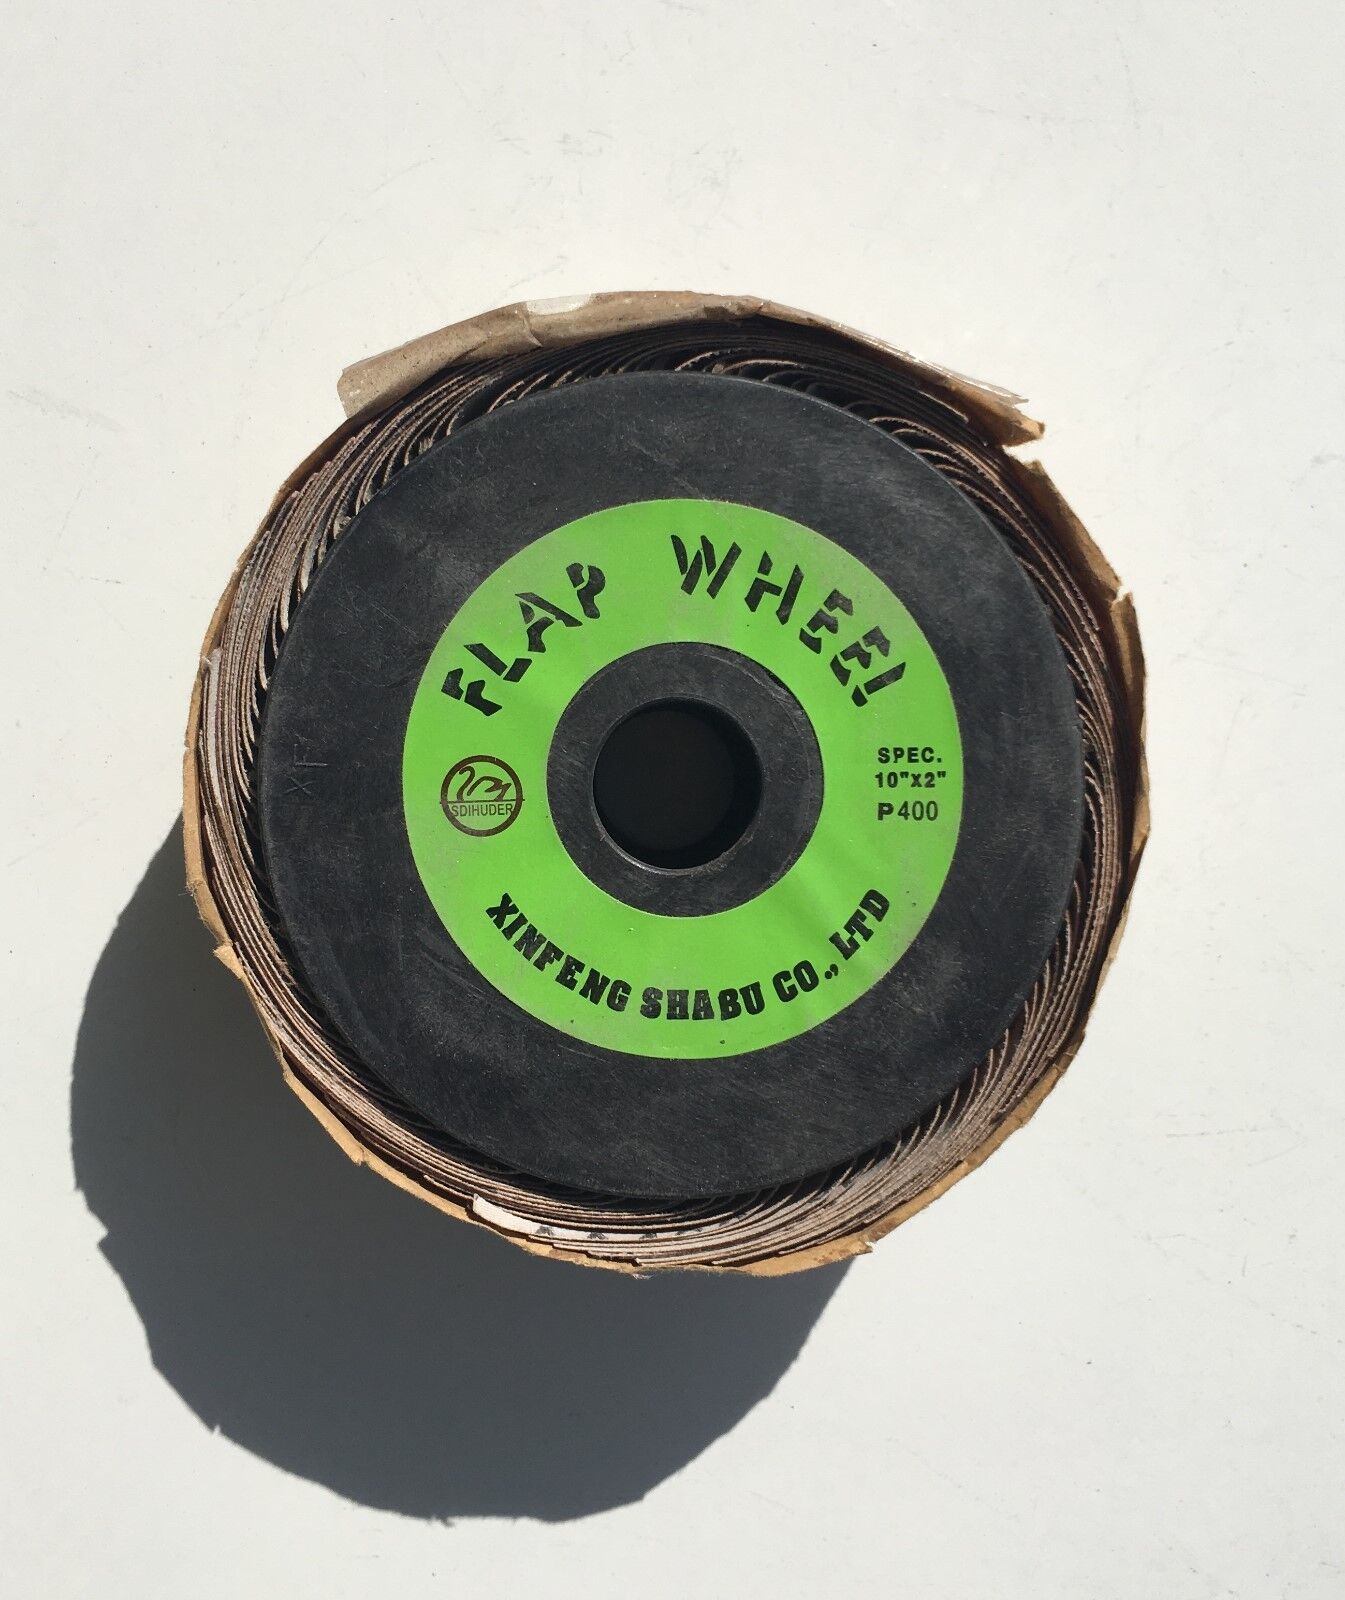 FLAP WHEEL
SPEC.
10"X2"
P400
SDIHUDER
XINFENG SHABU CO., LTD
XF